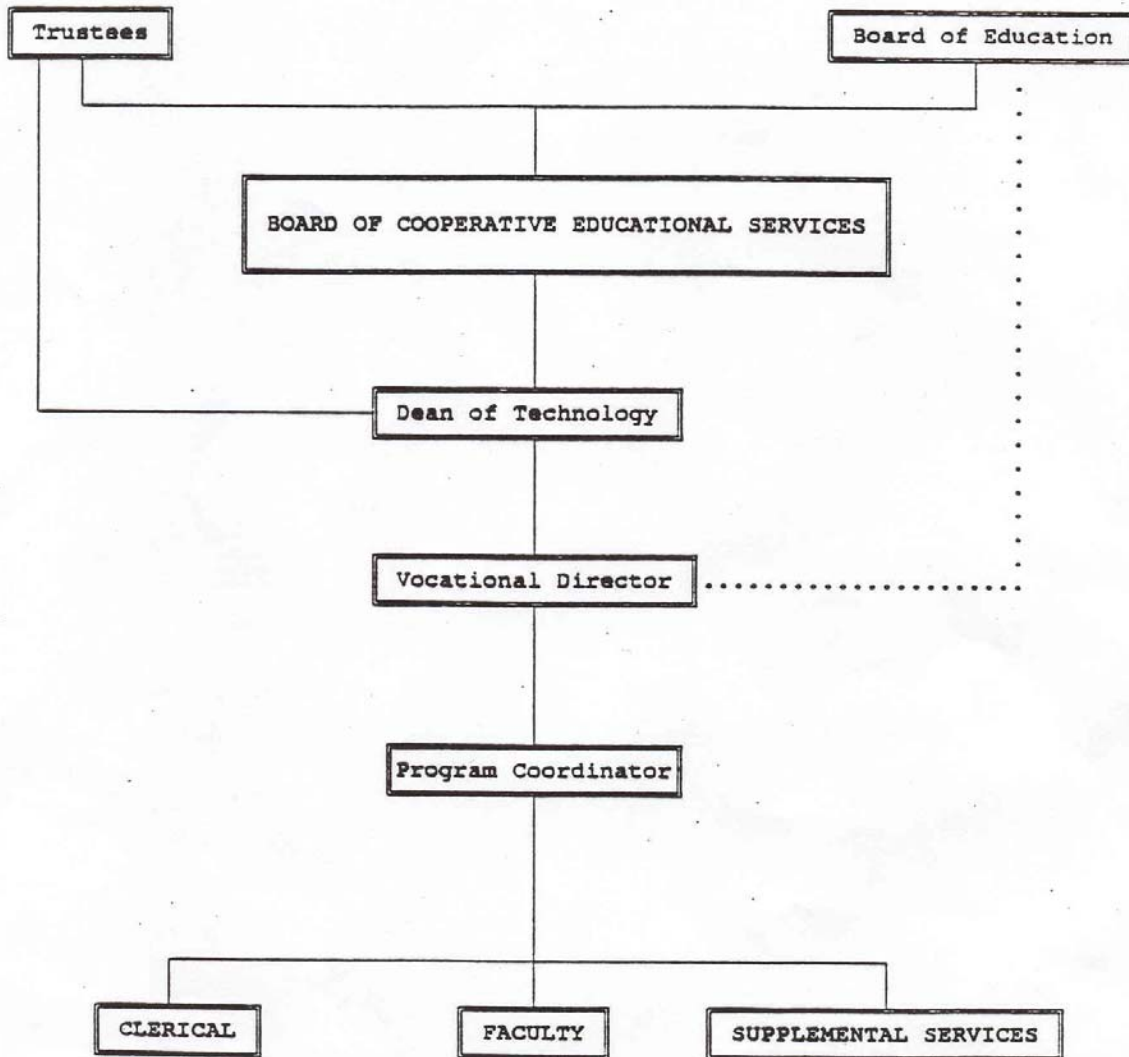 Trustees
Board of Education
BOARD OF COOPERATIVE EDUCATIONAL SERVICES
Dean of Technology
Vocational Director
Program Coordinator
CLERICAL
FACULTY
SUPPLEMENTAL SERVICES